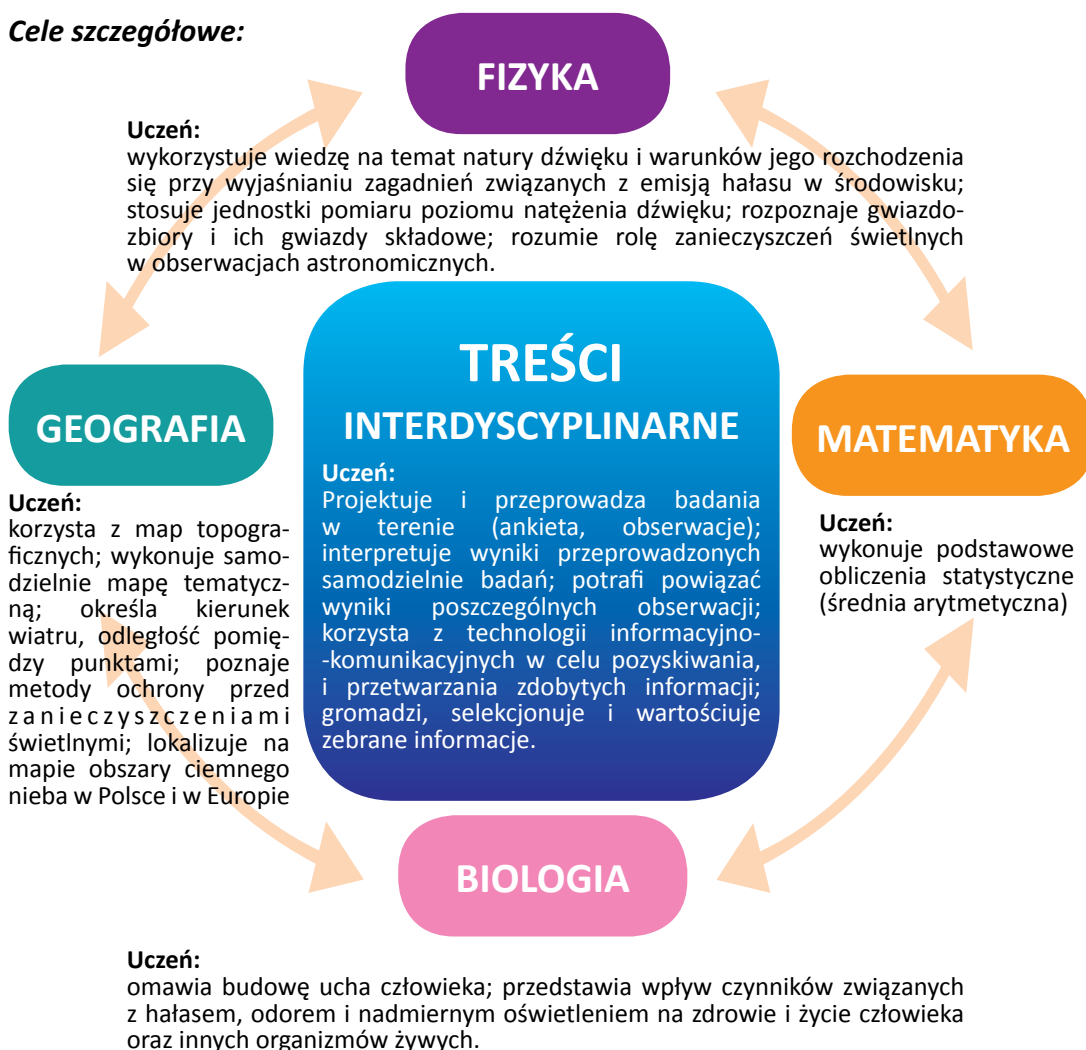 Cele szczegółowe:
FIZYKA
Uczeń:
wykorzystuje wiedzę na temat natury dźwięku i warunków jego rozchodzenia
się przy wyjaśnianiu zagadnień związanych z emisją hałasu w środowisku;
stosuje jednostki pomiaru poziomu natężenia dźwięku; rozpoznaje gwiazdo-
zbiory i ich gwiazdy składowe; rozumie rolę zanieczyszczeń świetlnych
w obserwacjach astronomicznych.
GEOGRAFIA
Uczeń:
korzysta z map topogra-
ficznych; wykonuje samo-
dzielnie mapę tematycz-
ną; określa kierunek
wiatru, odległość pomię-
dzy punktami; poznaje
metody ochrony przed
zanieczyszczeniami
świetlnymi; lokalizuje na
mapie obszary ciemnego
nieba w Polsce i w Europie
TREŚCI
INTERDYSCYPLINARNE
Uczeń:
Projektuje i przeprowadza badania
w terenie (ankieta, obserwacje);
interpretuje wyniki przeprowadzonych
samodzielnie badań; potrafi powiązać
wyniki poszczególnych obserwacji;
korzysta z technologii informacyjno-
-komunikacyjnych w celu pozyskiwania,
i przetwarzania zdobytych informacji;
gromadzi, selekcjonuje i wartościuje
zebrane informacje.
MATEMATYKA
Uczeń:
wykonuje podstawowe
obliczenia statystyczne
(średnia arytmetyczna)
BIOLOGIA
Uczeń:
omawia budowę ucha człowieka; przedstawia wpływ czynników związanych
z hałasem, odorem i nadmiernym oświetleniem na zdrowie i życie człowieka
oraz innych organizmów żywych.